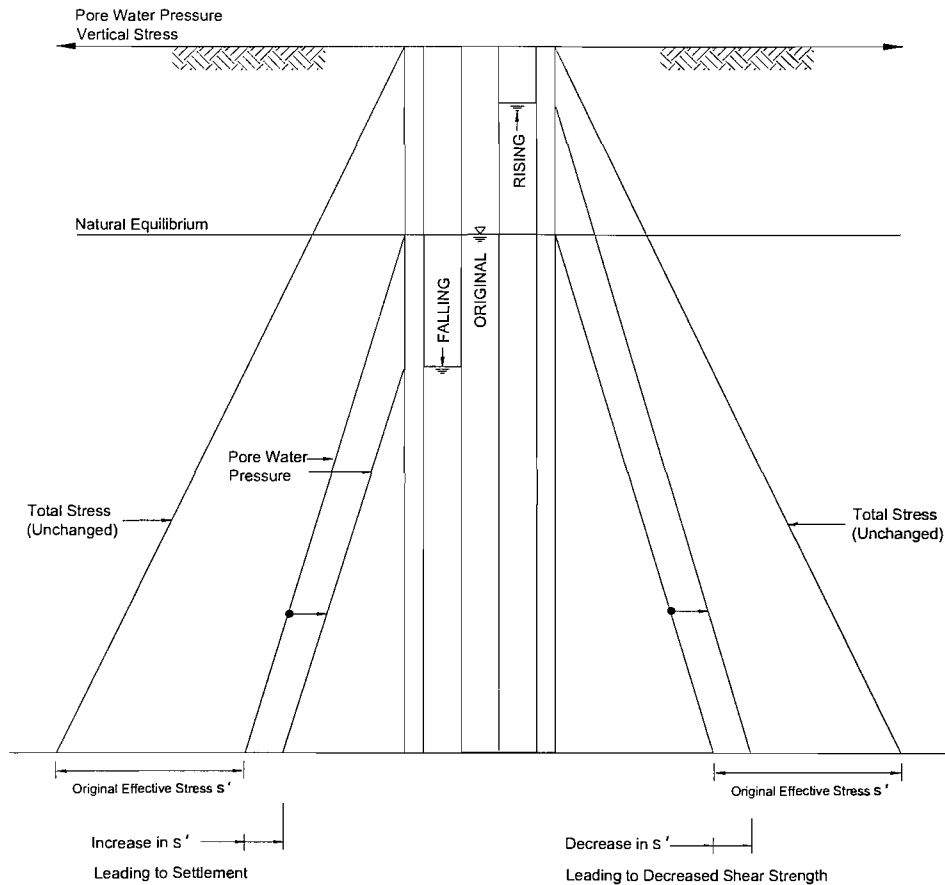 Pore Water Pressure
Vertical Stress
RISING
Natural Equilibrium
ORIGINAL
FALLING
Pore Water
Pressure
Total Stress
(Unchanged)
Total Stress
(Unchanged)
Original Effective Stress s'
Original Effective Stress s'
Increase in s'
Leading to Settlement
Decrease in s'
Leading to Decreased Shear Strength